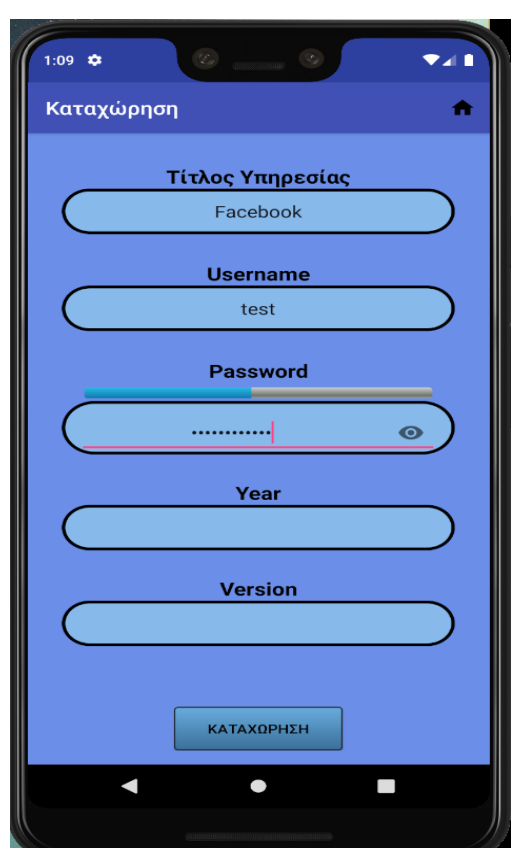 1:09
Καταχώρηση
Τίτλος Υπηρεσίας
Facebook
Username
test
Password
••••••••••••
Year
Version
ΚΑΤΑΧΩΡΗΣΗ